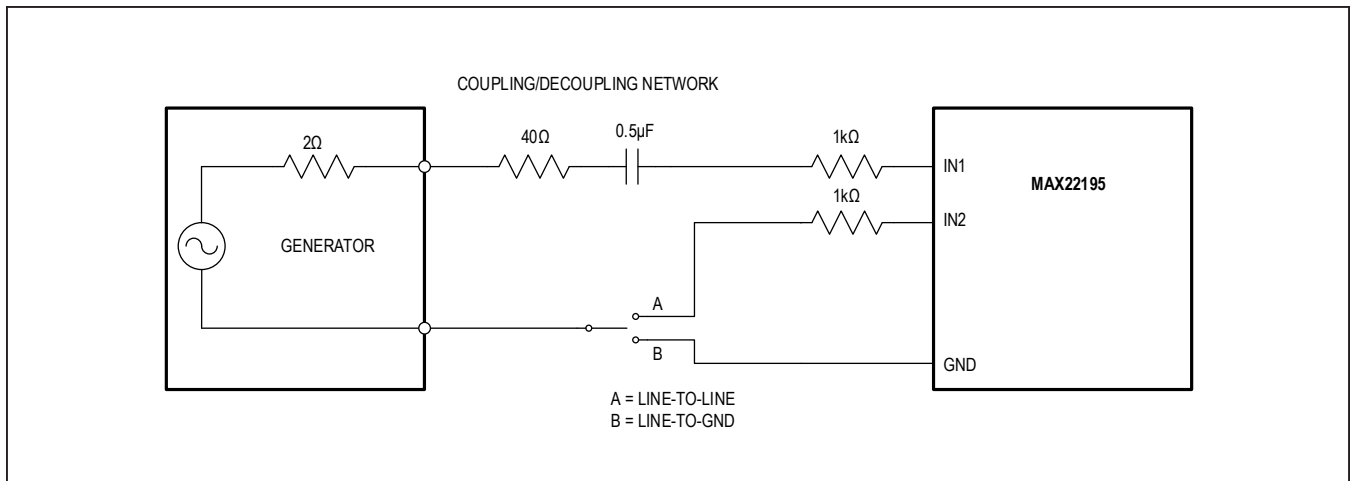 COUPLING/DECOUPLING NETWORK
2Ω
40Ω
0.5µF
1kΩ
IN1
MAX22195
1kΩ
IN2
GENERATOR
A
B
GND
A = LINE-TO-LINE
B = LINE-TO-GND